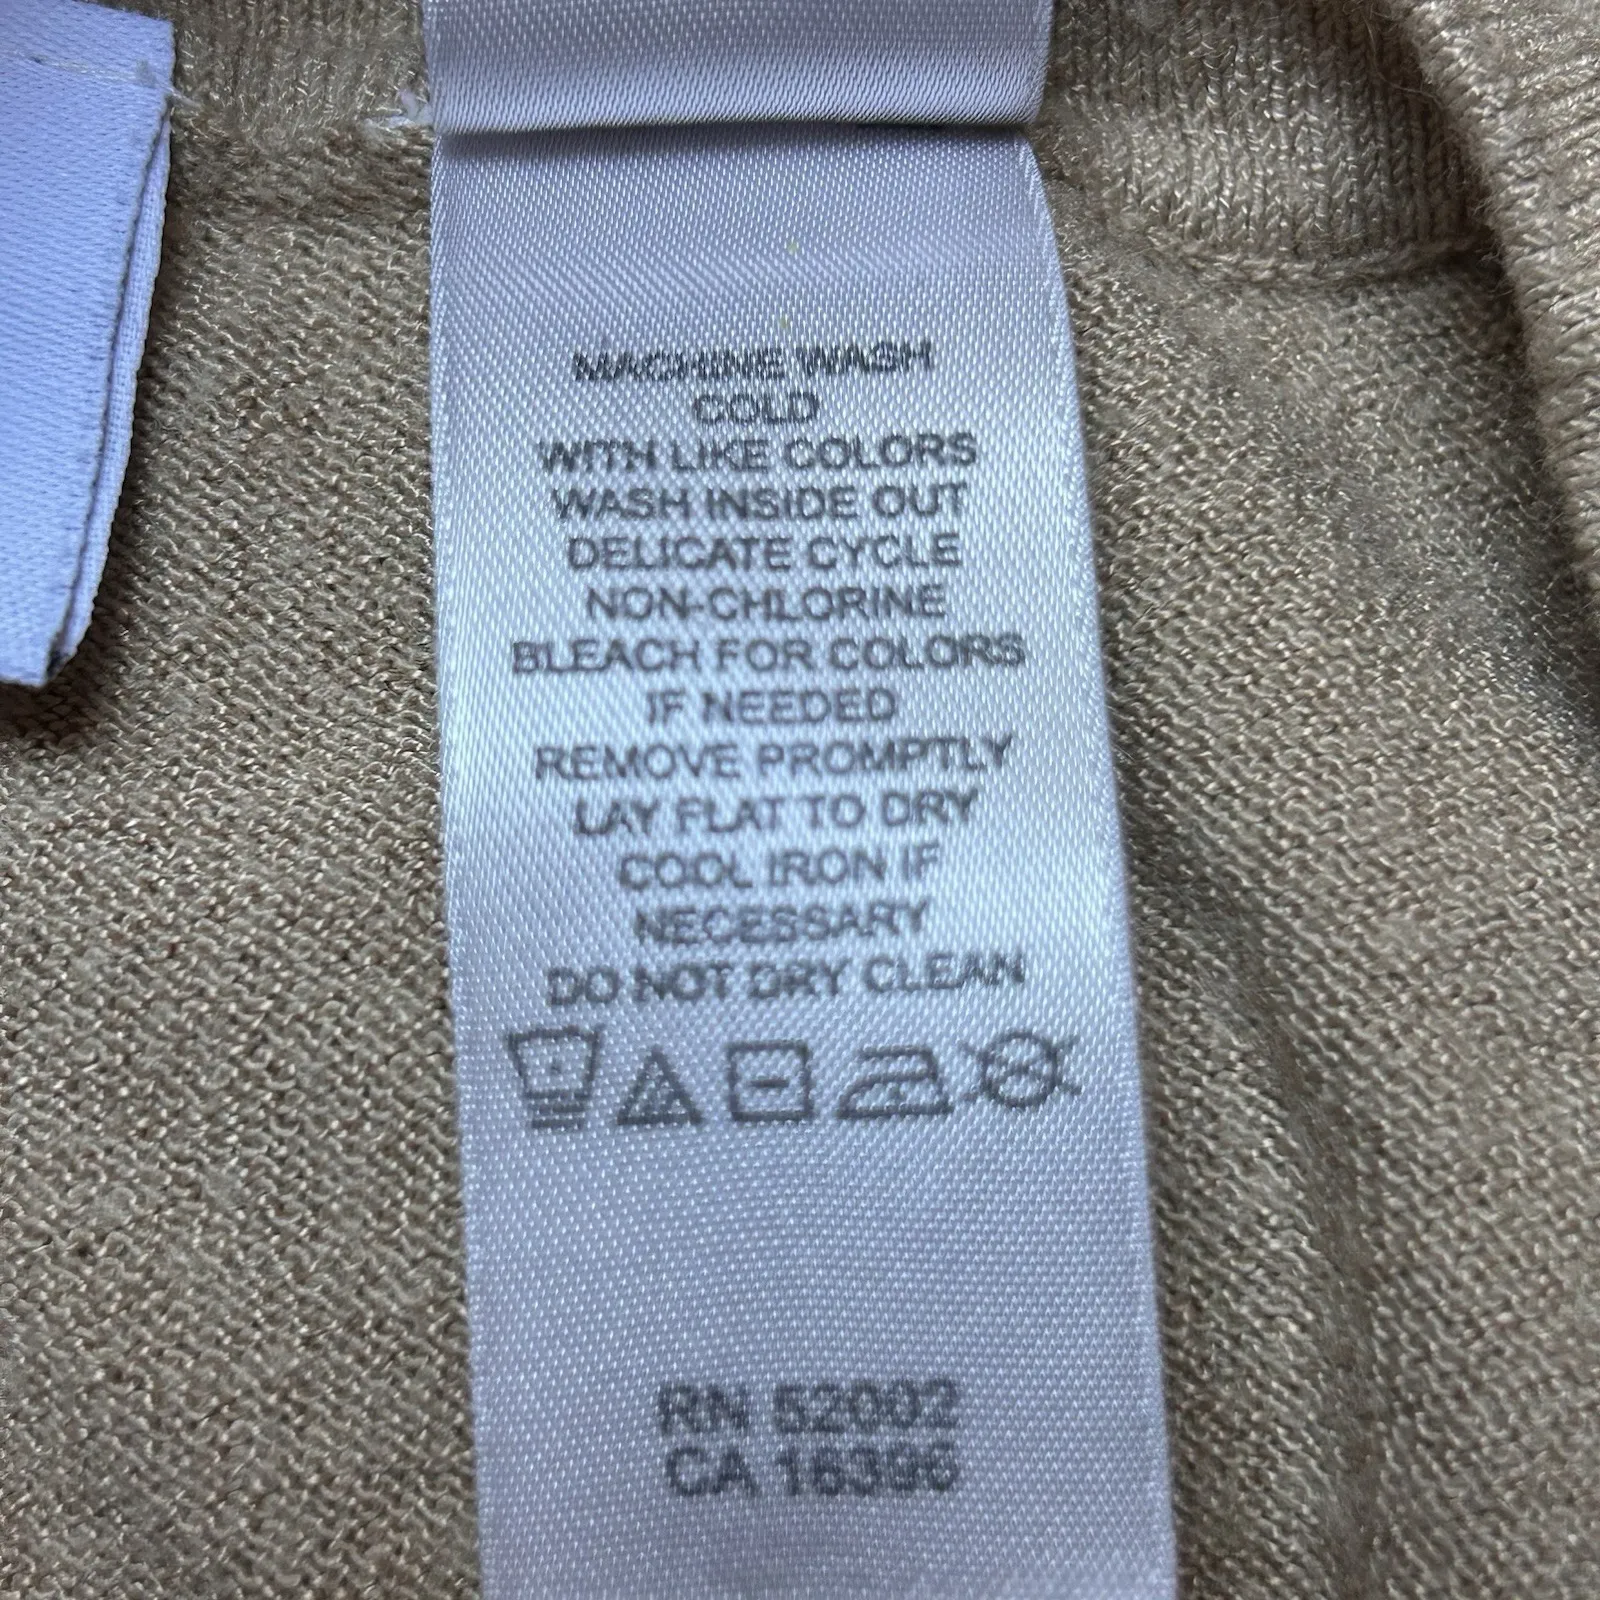 MACHINE WASH
COLD
WITH LIKE COLORS
WASH INSIDE OUT
DELICATE CYCLE
NON-CHLORINE
BLEACH FOR COLORS
IF NEEDED
REMOVE PROMPTLY
LAY FLAT TO DRY
COOL IRON IF
NECESSARY
DO NOT DRY CLEAN
RN 52002
CA 16396